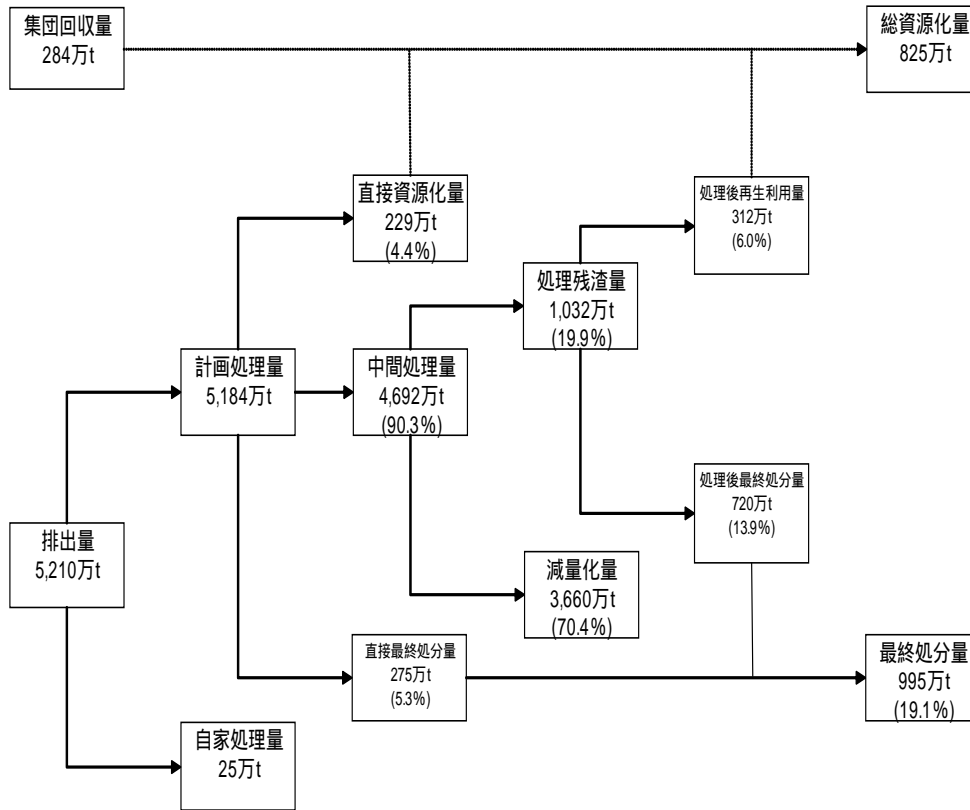 集団回収量
284万t
総資源化量
825万t
直接資源化量
229万t
(4.4%)
処理後再生利用量
312万t
(6.0%)
処理残渣量
1,032万t
(19.9%)
計画処理量
5,184万t
中間処理量
4,692万t
(90.3%)
処理後最終処分量
720万t
(13.9%)
排出量
5,210万t
減量化量
3,660万t
(70.4%)
直接最終処分量
275万t
(5.3%)
最終処分量
995万t
(19.1%)
自家処理量
25万t